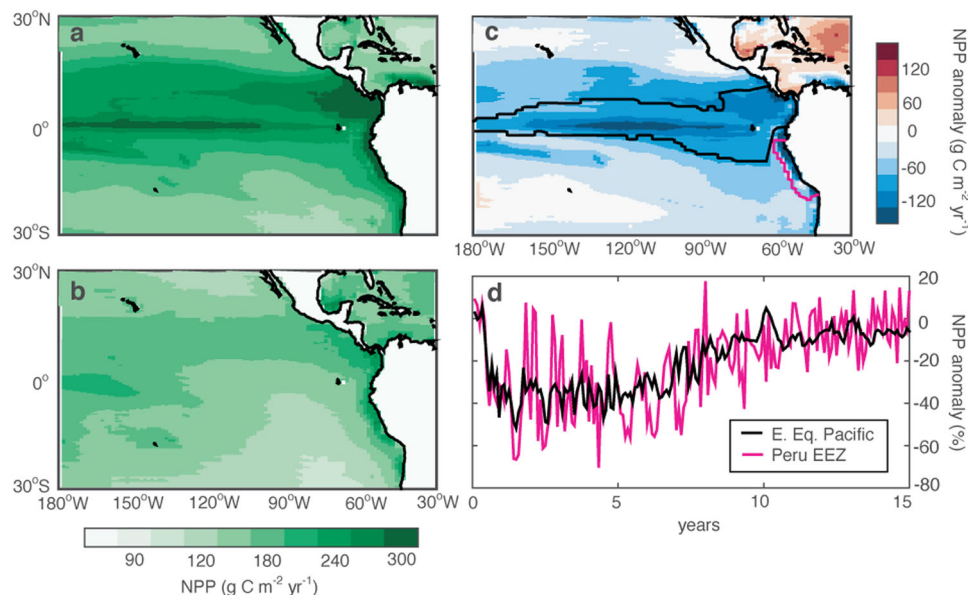 30°N
a
0°
30°S
b
30°N
0°
30°S
180°W 150°W 120°W 90°W 60°W 30°W
90 120 180 240 300
NPP (g C m⁻² yr⁻¹)
c
180°W 150°W 120°W 90°W 60°W 30°W
120
60
0
-60
-120
NPP anomaly (g C m⁻² yr⁻¹)
d
20
0
-20
-40
-60
-80
NPP anomaly (%)
E. Eq. Pacific
Peru EEZ
0 5 10 15
years